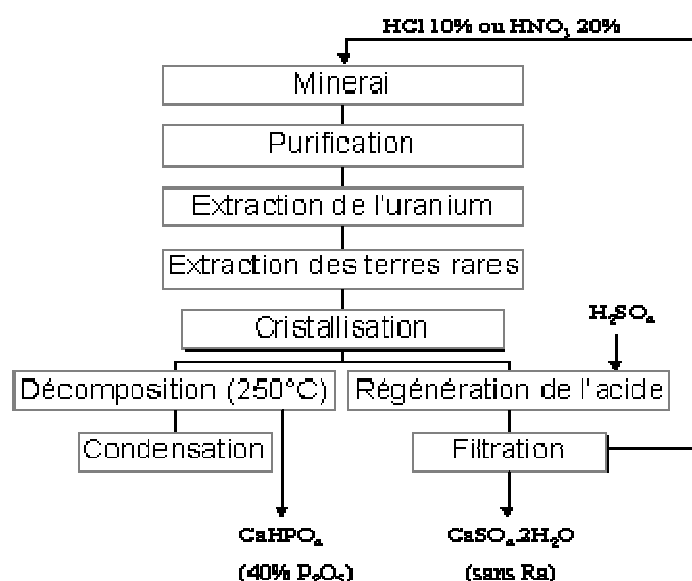 HCl 10% ou HNO₃ 20%
Minerai
Purification
Extraction de l'uranium
Extraction des terres rares
Cristallisation
H₂SO₄
Décomposition (250°C)
Régénération de l'acide
Condensation
Filtration
CaHPO₄
(40% P₂O₅)
CaSO₄.2H₂O
(sans Ra)